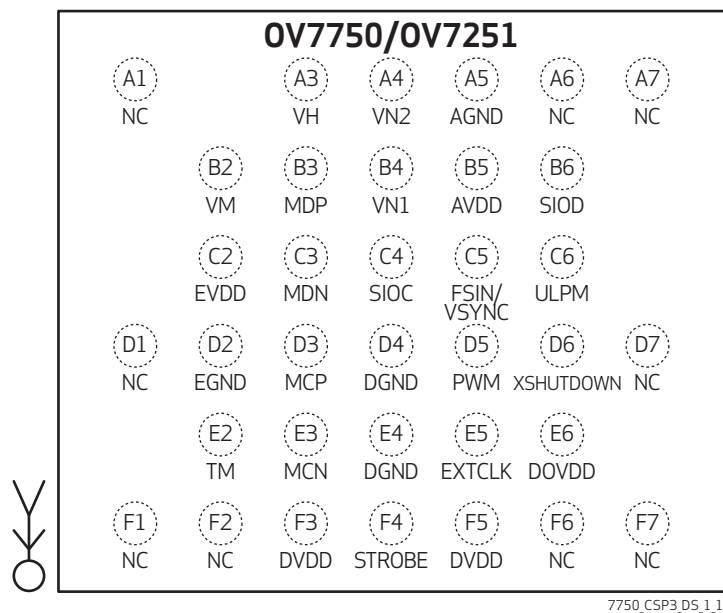 OV7750/OV7251
A1 A3 A4 A5 A6 A7
NC VH VN2 AGND NC NC
B2 B3 B4 B5 B6
VM MDP VN1 AVDD SIOD
C2 C3 C4 C5 C6
EVDD MDN SIOC FSIN/ ULPM
VSYNC
D1 D2 D3 D4 D5 D6 D7
NC EGND MCP DGND PWM XSHUTDOWN NC
E2 E3 E4 E5 E6
TM MCN DGND EXTCLK DOVDD
F1 F2 F3 F4 F5 F6 F7
NC NC DVDD STROBE DVDD NC NC
7750_CSP3_DS_1_1